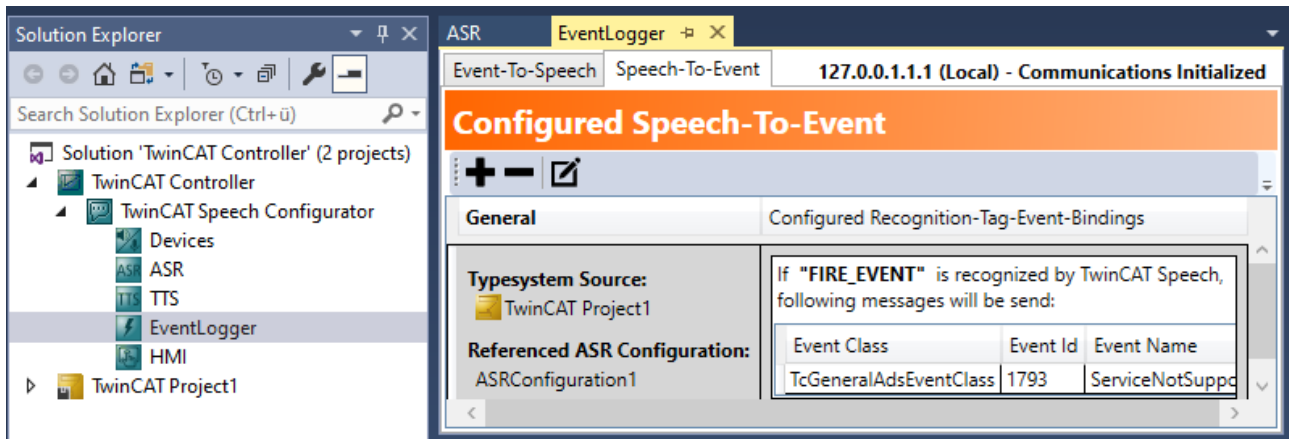 Solution Explorer
Search Solution Explorer (Ctrl+ü)
Solution 'TwinCAT Controller' (2 projects)
TwinCAT Controller
TwinCAT Speech Configurator
Devices
ASR ASR
TTS TTS
EventLogger
HMI
TwinCAT Project1
ASR EventLogger
Event-To-Speech Speech-To-Event 127.0.0.1.1.1 (Local) - Communications Initialized
Configured Speech-To-Event
General Configured Recognition-Tag-Event-Bindings
Typesystem Source:
TwinCAT Project1
Referenced ASR Configuration:
ASRConfiguration1
If "FIRE_EVENT" is recognized by TwinCAT Speech,
following messages will be send:
Event Class Event Id Event Name
TcGeneralAdsEventClass 1793 ServiceNotSuppo